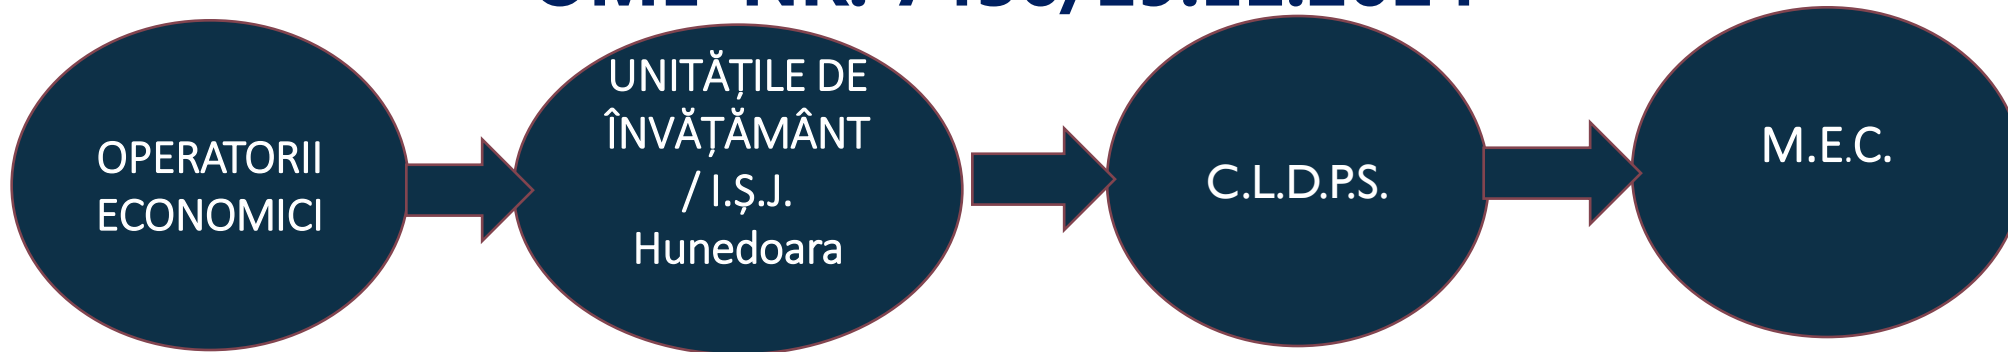 OPERATORII
ECONOMICI
UNITĂȚILE DE
ÎNVĂȚĂMÂNT
/ I.Ș.J.
Hunedoara
C.L.D.P.S.
M.E.C.